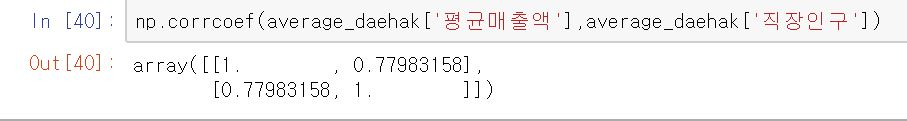 In [40]: np.corrcoef(average_daehak['평균매출액'],average_daehak['직장인구'])
Out[40]: array([[1.        , 0.77983158],
       [0.77983158, 1.        ]])